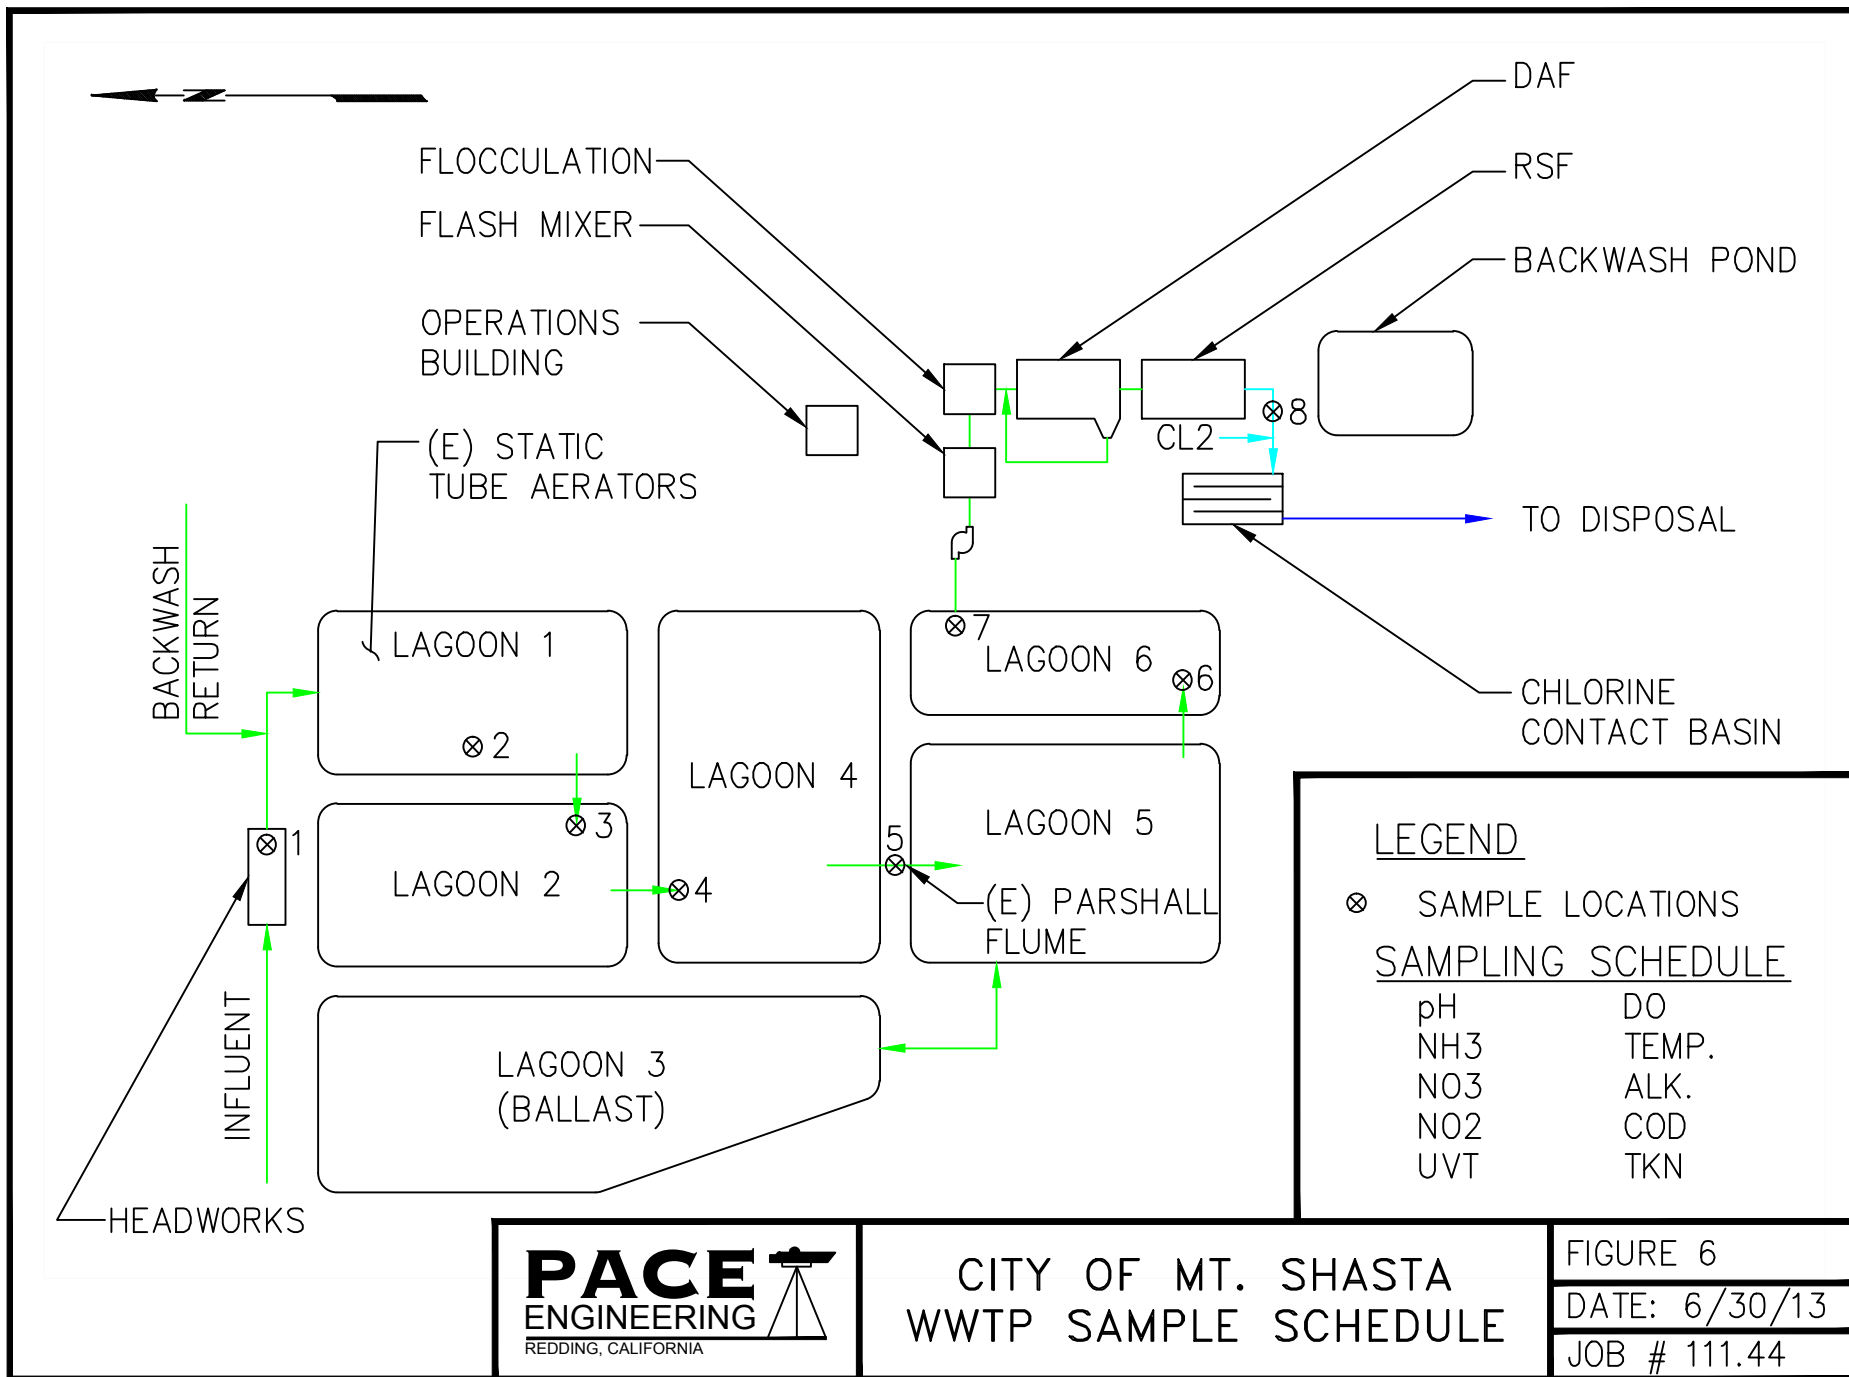 DAF
FLOCCULATION
RSF
FLASH MIXER
BACKWASH POND
OPERATIONS
BUILDING
8
CL2
(E) STATIC
TUBE AERATORS
TO DISPOSAL
BACKWASH
RETURN
LAGOON 1
2
7
LAGOON 6
6
CHLORINE
CONTACT BASIN
LAGOON 4
3
1
LAGOON 2
4
5
LAGOON 5
(E) PARSHALL
FLUME
INFLUENT
LAGOON 3
(BALLAST)
HEADWORKS
LEGEND
SAMPLE LOCATIONS
SAMPLING SCHEDULE
pH DO
NH3 TEMP.
NO3 ALK.
NO2 COD
UVT TKN
PACE
ENGINEERING
REDDING, CALIFORNIA
CITY OF MT. SHASTA
WWTP SAMPLE SCHEDULE
FIGURE 6
DATE: 6/30/13
JOB # 111.44
N